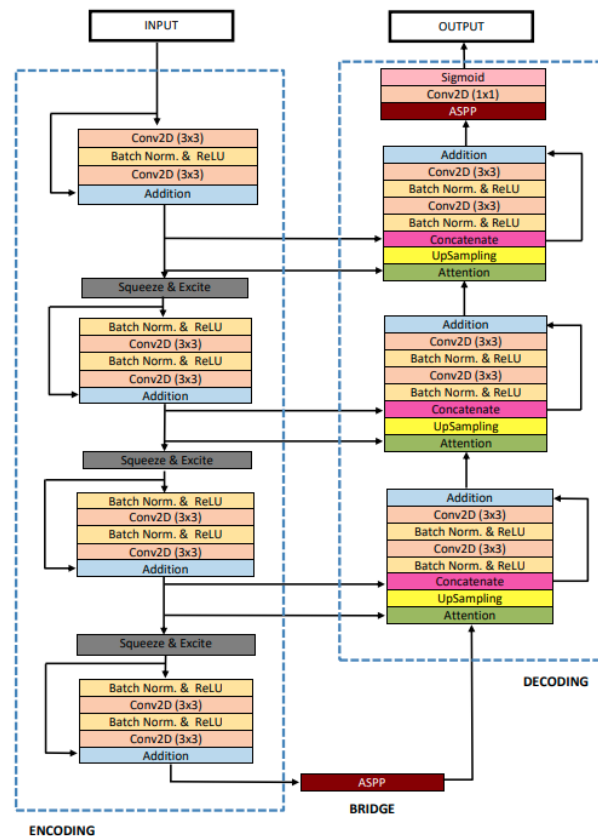 INPUT
Conv2D (3x3)
Batch Norm. & ReLU
Conv2D (3x3)
Addition
Squeeze & Excite
Batch Norm. & ReLU
Conv2D (3x3)
Batch Norm. & ReLU
Conv2D (3x3)
Addition
Squeeze & Excite
Batch Norm. & ReLU
Conv2D (3x3)
Batch Norm. & ReLU
Conv2D (3x3)
Addition
Squeeze & Excite
Batch Norm. & ReLU
Conv2D (3x3)
Batch Norm. & ReLU
Conv2D (3x3)
Addition
ENCODING
ASPP
BRIDGE
OUTPUT
Sigmoid
Conv2D (1x1)
ASPP
Addition
Conv2D (3x3)
Batch Norm. & ReLU
Conv2D (3x3)
Batch Norm. & ReLU
Concatenate
UpSampling
Attention
Addition
Conv2D (3x3)
Batch Norm. & ReLU
Conv2D (3x3)
Batch Norm. & ReLU
Concatenate
UpSampling
Attention
Addition
Conv2D (3x3)
Batch Norm. & ReLU
Conv2D (3x3)
Batch Norm. & ReLU
Concatenate
UpSampling
Attention
DECODING